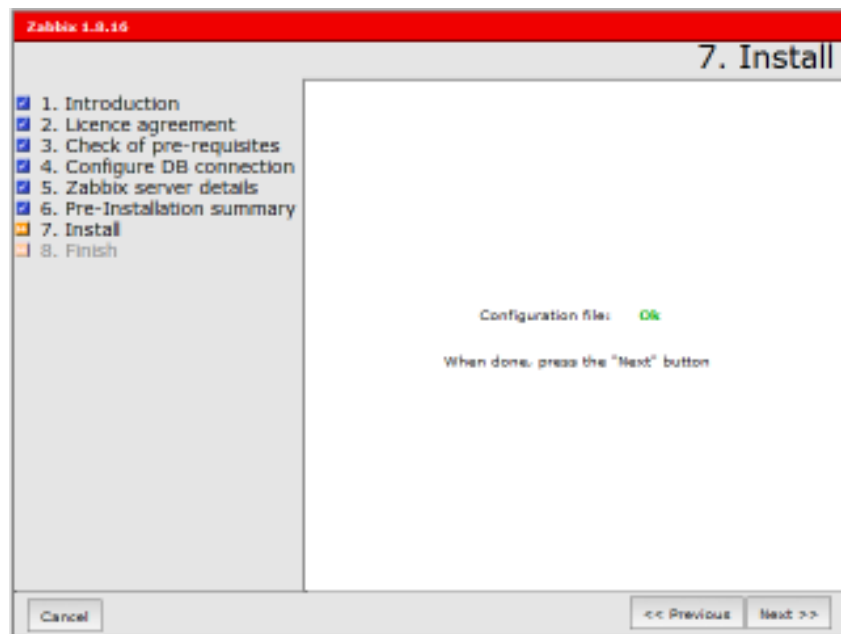 Zabbix 1.8.16
7. Install
1. Introduction
2. Licence agreement
3. Check of pre-requisites
4. Configure DB connection
5. Zabbix server details
6. Pre-Installation summary
7. Install
8. Finish
Configuration file: Ok
When done, press the "Next" button
Cancel
<< Previous
Next >>